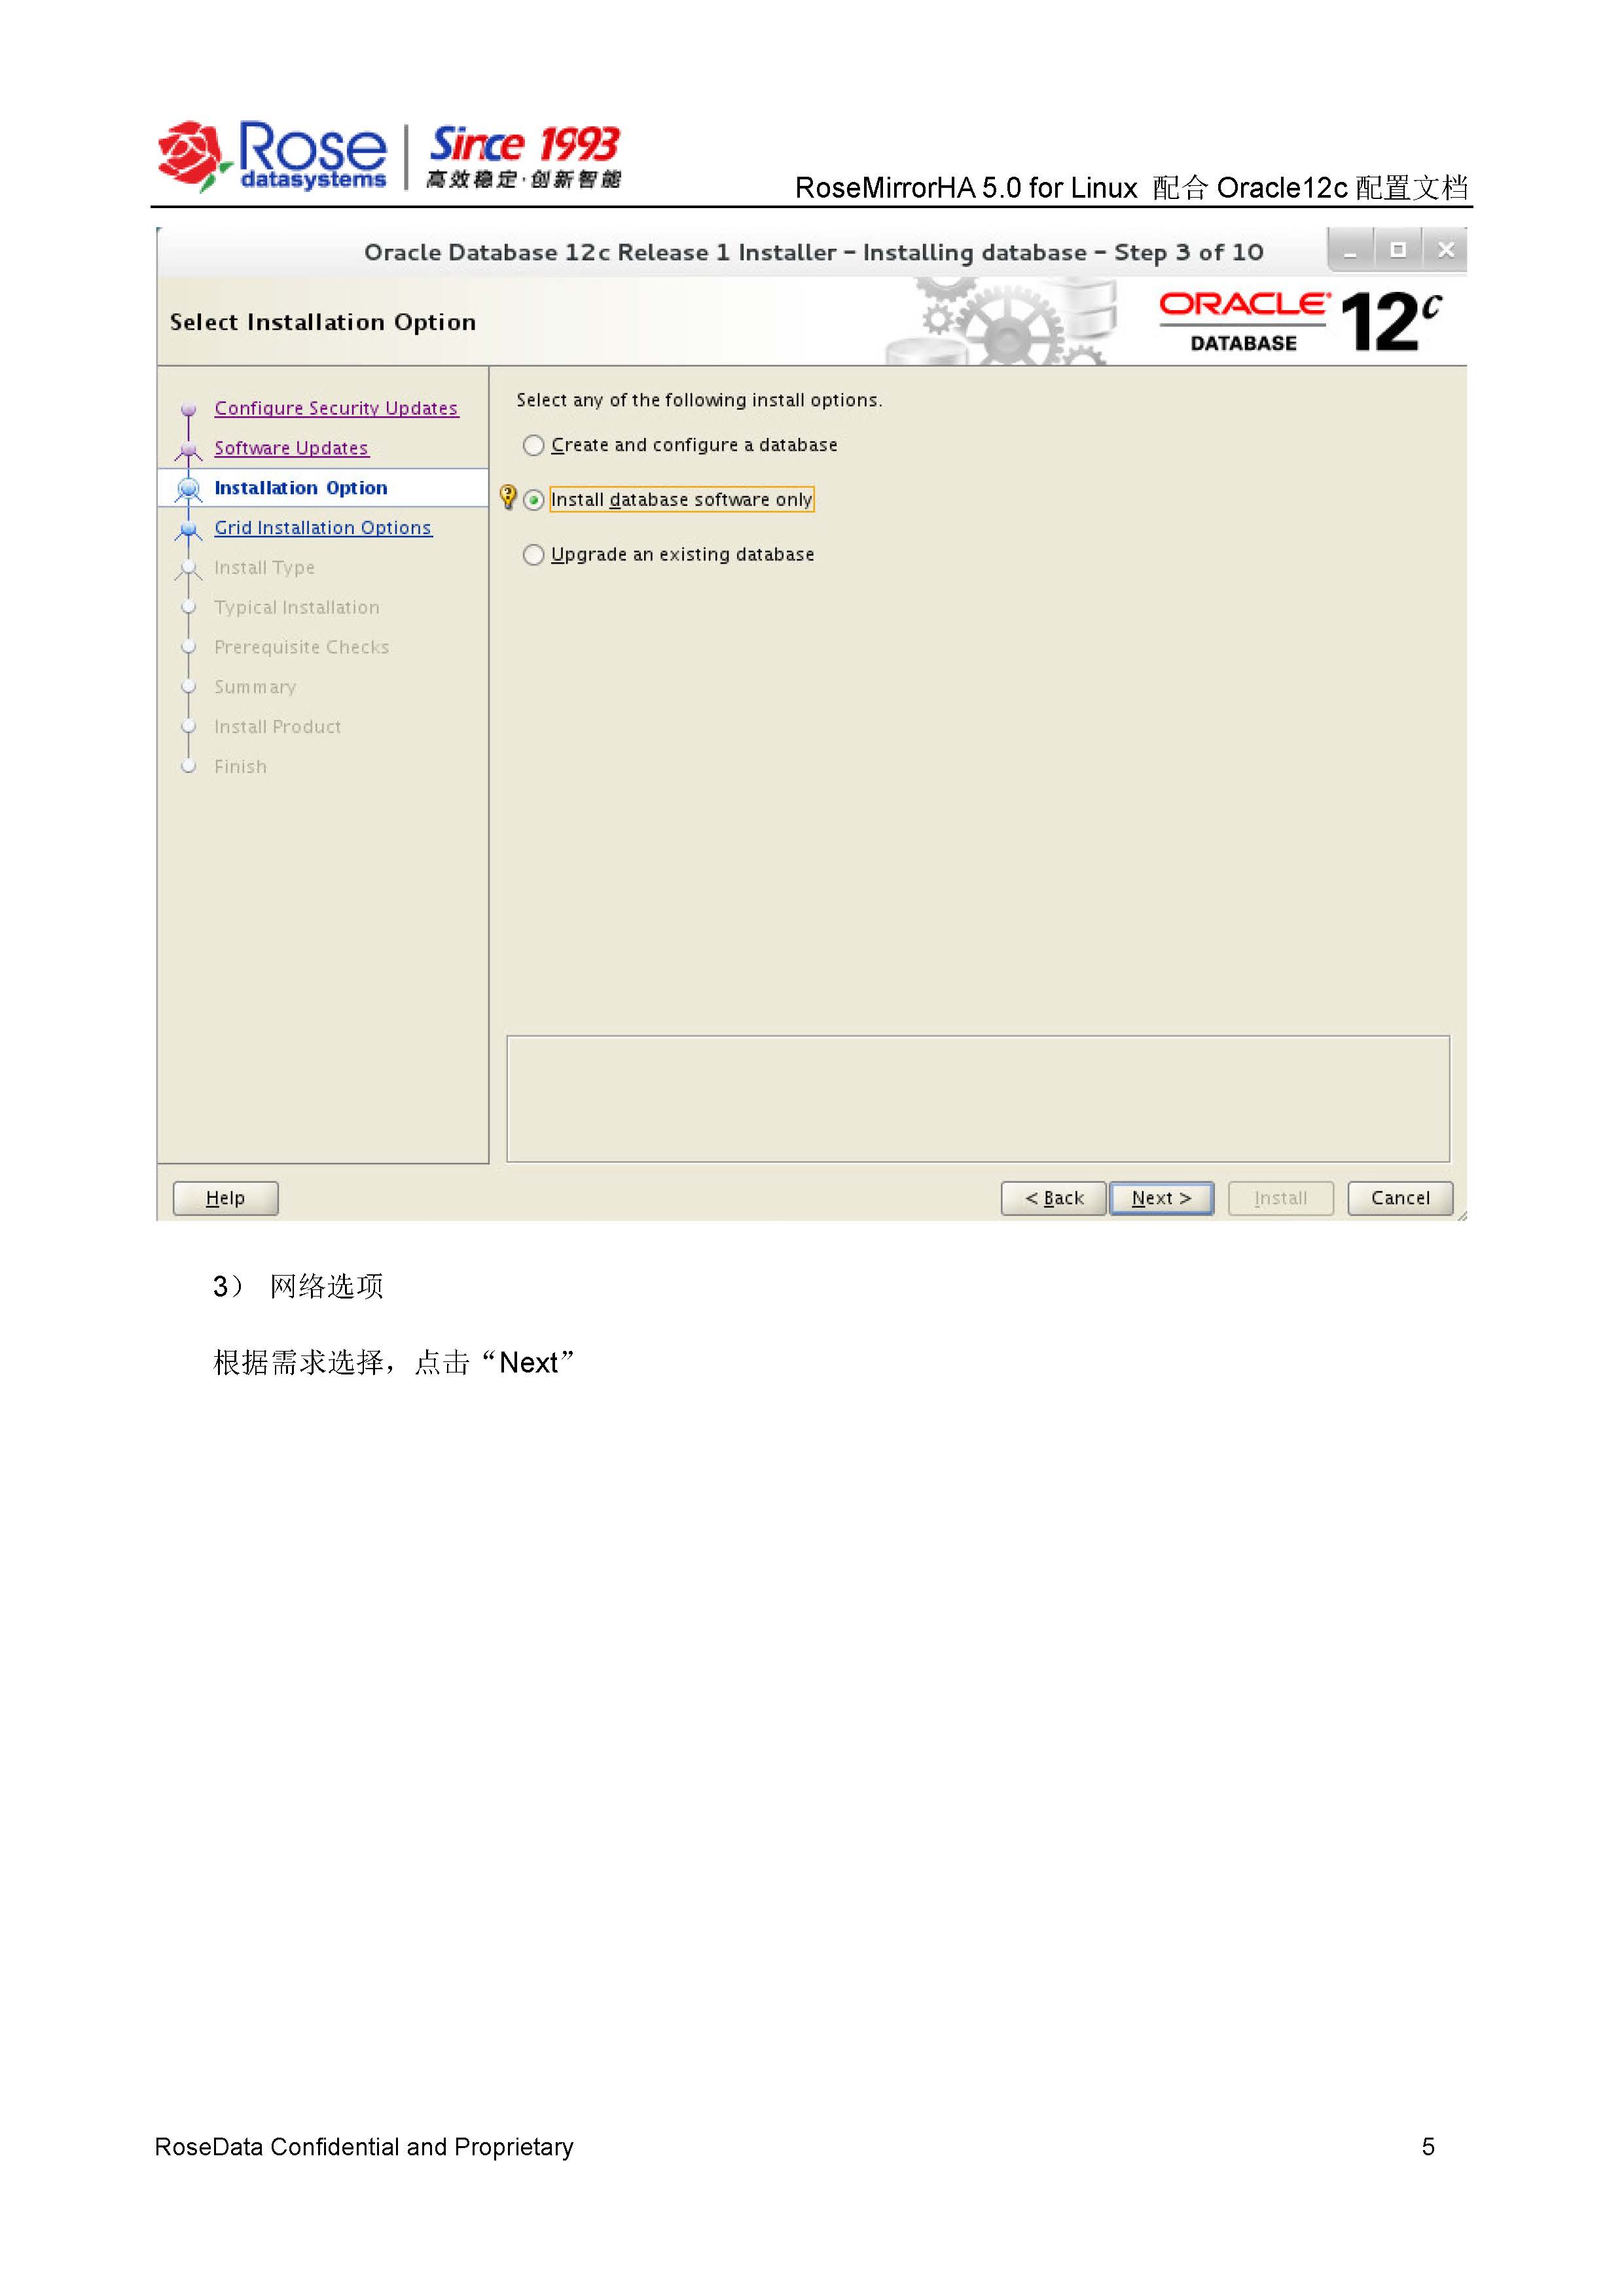 Rose datasystems
Since 1993
高效稳定·创新智能
RoseMirrorHA 5.0 for Linux 配合 Oracle12c 配置文档
Oracle Database 12c Release 1 Installer – Installing database – Step 3 of 10
Select Installation Option
ORACLE DATABASE 12c
Configure Security Updates
Software Updates
Installation Option
Grid Installation Options
Install Type
Typical Installation
Prerequisite Checks
Summary
Install Product
Finish
Select any of the following install options.
Create and configure a database
Install database software only
Upgrade an existing database
Help
< Back
Next >
Install
Cancel
3） 网络选项
根据需求选择，点击“Next”
RoseData Confidential and Proprietary
5